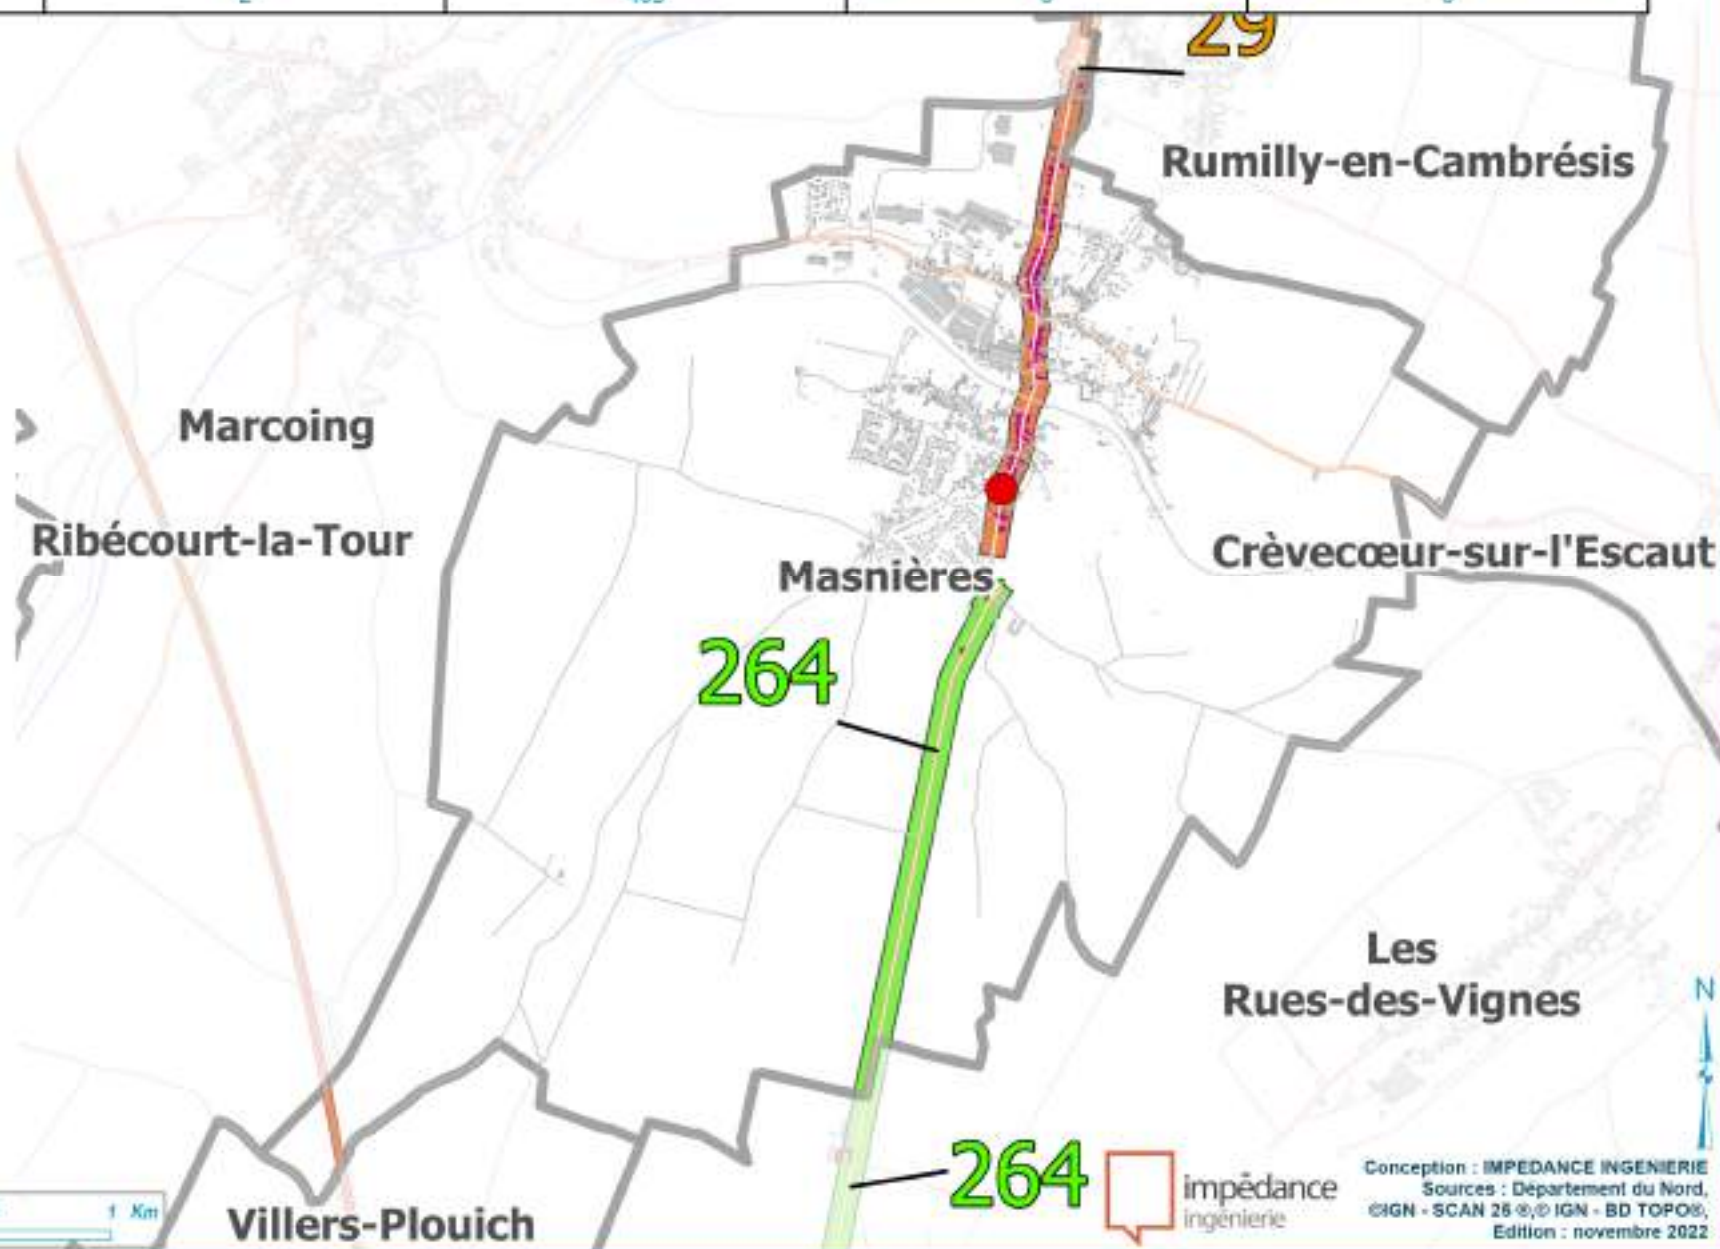 29
Rumilly-en-Cambrésis
Marcoing
Ribécourt-la-Tour
Crèvecœur-sur-l'Escaut
Masnières
264
Les
Rues-des-Vignes
N
264
impédance
ingénierie
Conception : IMPEDANCE INGENIERIE
Sources : Département du Nord,
©IGN - SCAN 25 ®,© IGN - BD TOPO®,
Edition : novembre 2022
1 Km
Villers-Plouich